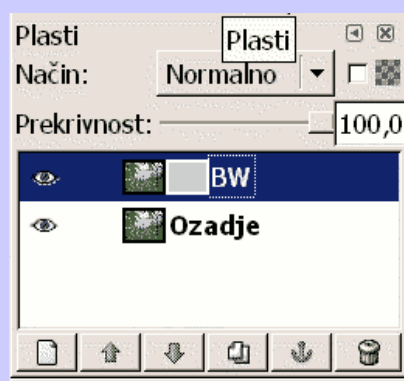 Plasti
Plasti
Način: Normalno
Prekrivnost: 100,0
BW
Ozadje